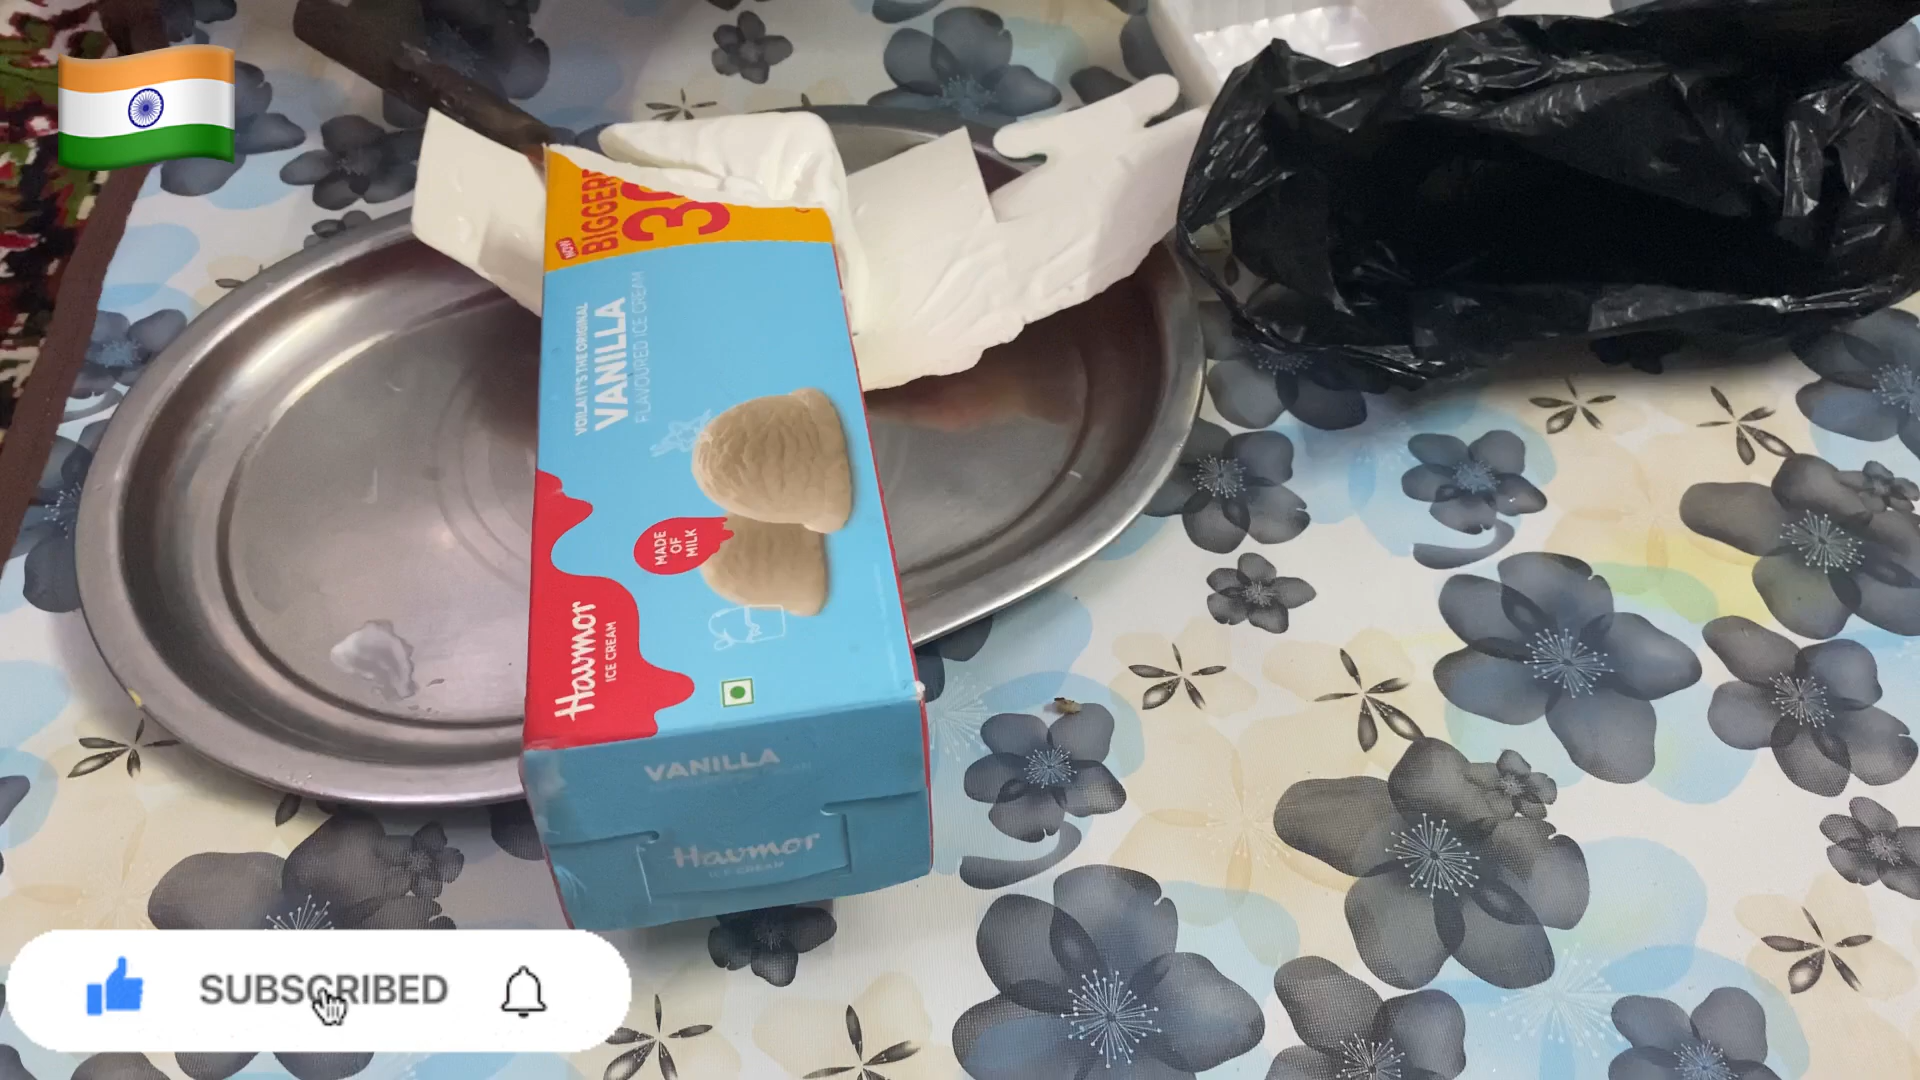 NOW
BIGGER
VOILA! IT'S THE ORIGINAL
VANILLA
FLAVOURED ICE CREAM
MADE
OF
MILK
Havmor
ICE CREAM
VANILLA
Havmor
ICE CREAM
SUBSCRIBED